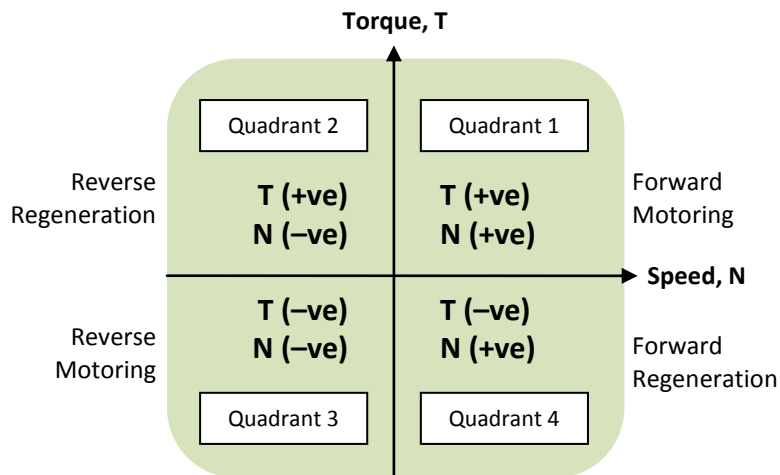 Torque, T
Quadrant 2
Quadrant 1
Reverse
Regeneration
T (+ve)
N (–ve)
T (+ve)
N (+ve)
Forward
Motoring
Speed, N
Reverse
Motoring
T (–ve)
N (–ve)
T (–ve)
N (+ve)
Forward
Regeneration
Quadrant 3
Quadrant 4